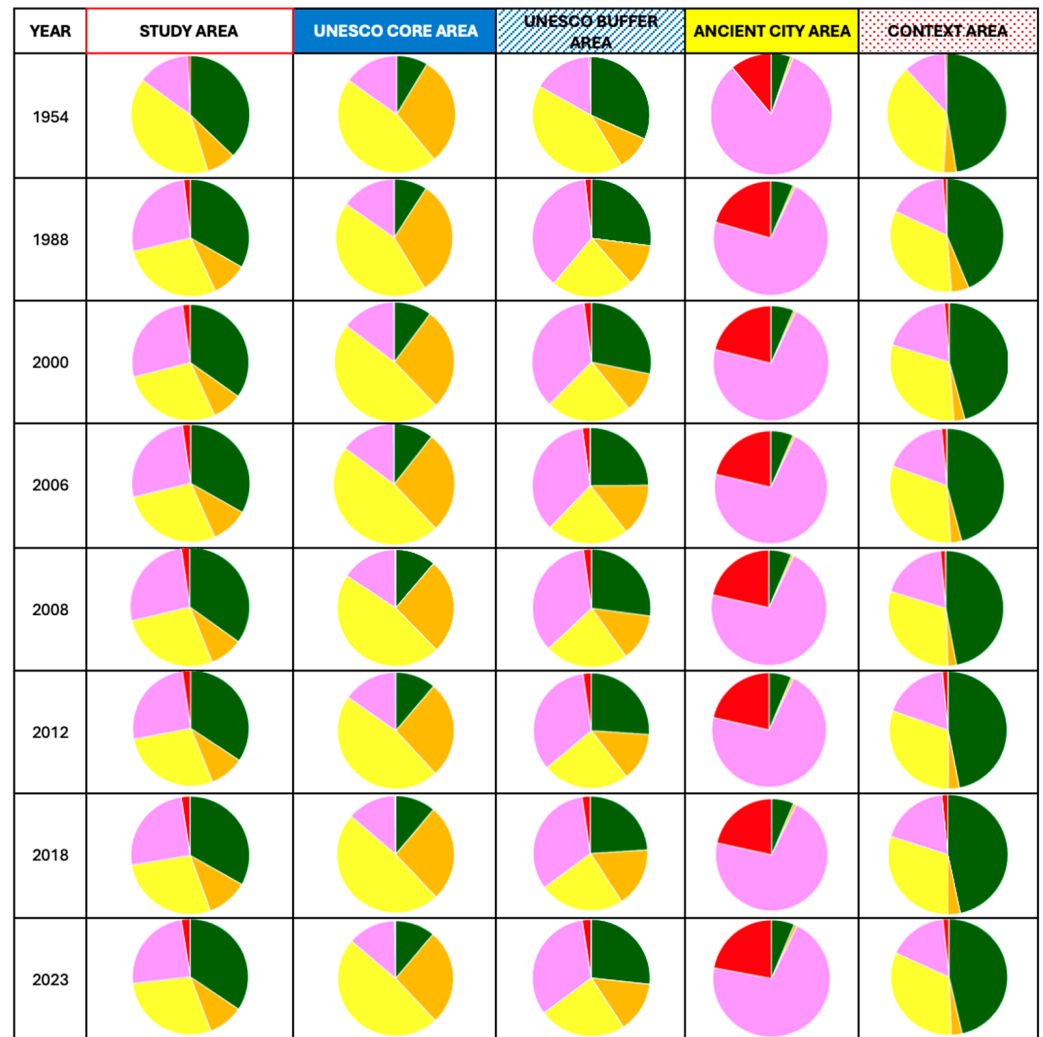 YEAR
STUDY AREA
UNESCO CORE AREA
UNESCO BUFFER
AREA
ANCIENT CITY AREA
CONTEXT AREA
1954
1988
2000
2006
2008
2012
2018
2023